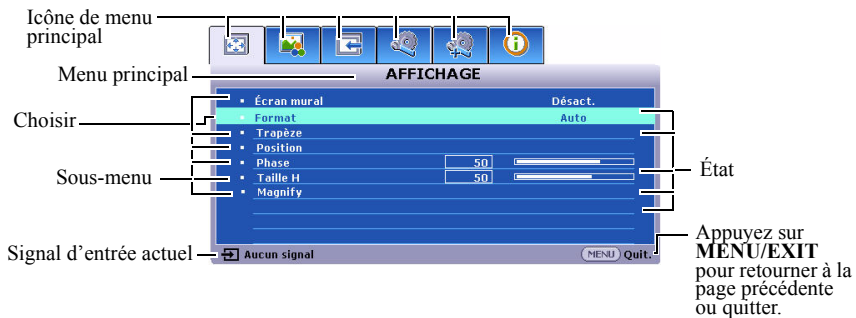 Icône de menu
principal
Menu principal
AFFICHAGE
Choisir
Écran mural Désact.
Format Auto
Trapèze
Position
Phase 50
Taille H 50
Magnify
Sous-menu
État
Signal d'entrée actuel
Aucun signal
MENU Quit.
Appuyez sur
MENU/EXIT
pour retourner à la
page précédente
ou quitter.